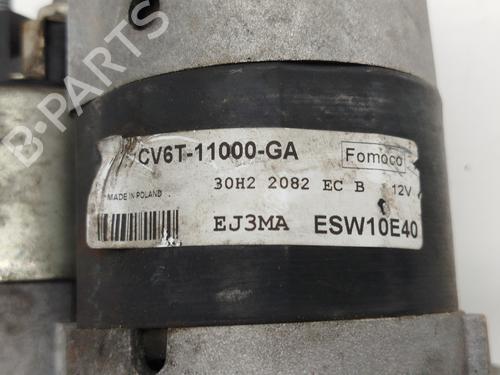 CV6T-11000-GA
Fomoco
30H2 2082 EC B 12V
MADE IN POLAND
EJ3MA ESW10E40
B-PARTS